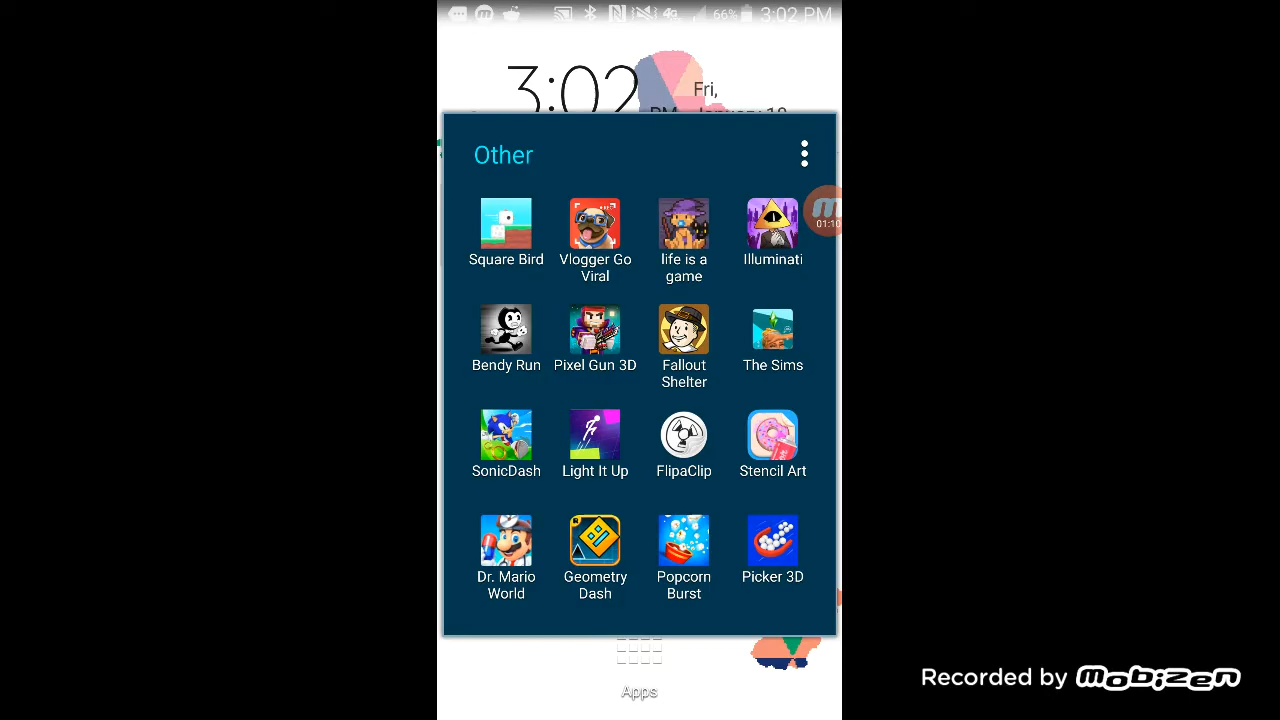 66% 3:02 PM
3:02
Fri,
Other
01:10
Square Bird Vlogger Go Viral life is a game Illuminati
Bendy Run Pixel Gun 3D Fallout Shelter The Sims
SonicDash Light It Up FlipaClip Stencil Art
Dr. Mario World Geometry Dash Popcorn Burst Picker 3D
Apps
Recorded by mobizen